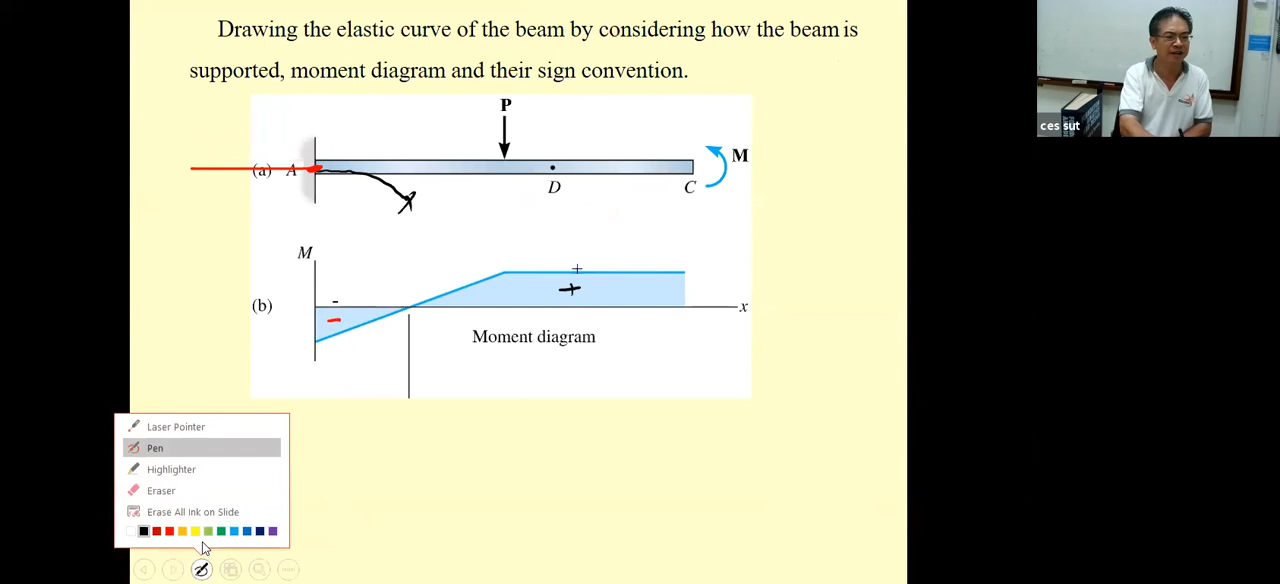 Drawing the elastic curve of the beam by considering how the beam is
supported, moment diagram and their sign convention.
P
(a) A
M
D
C
ces sut
M
-
+
-
(b)
x
Moment diagram
Laser Pointer
Pen
Highlighter
Eraser
Erase All Ink on Slide